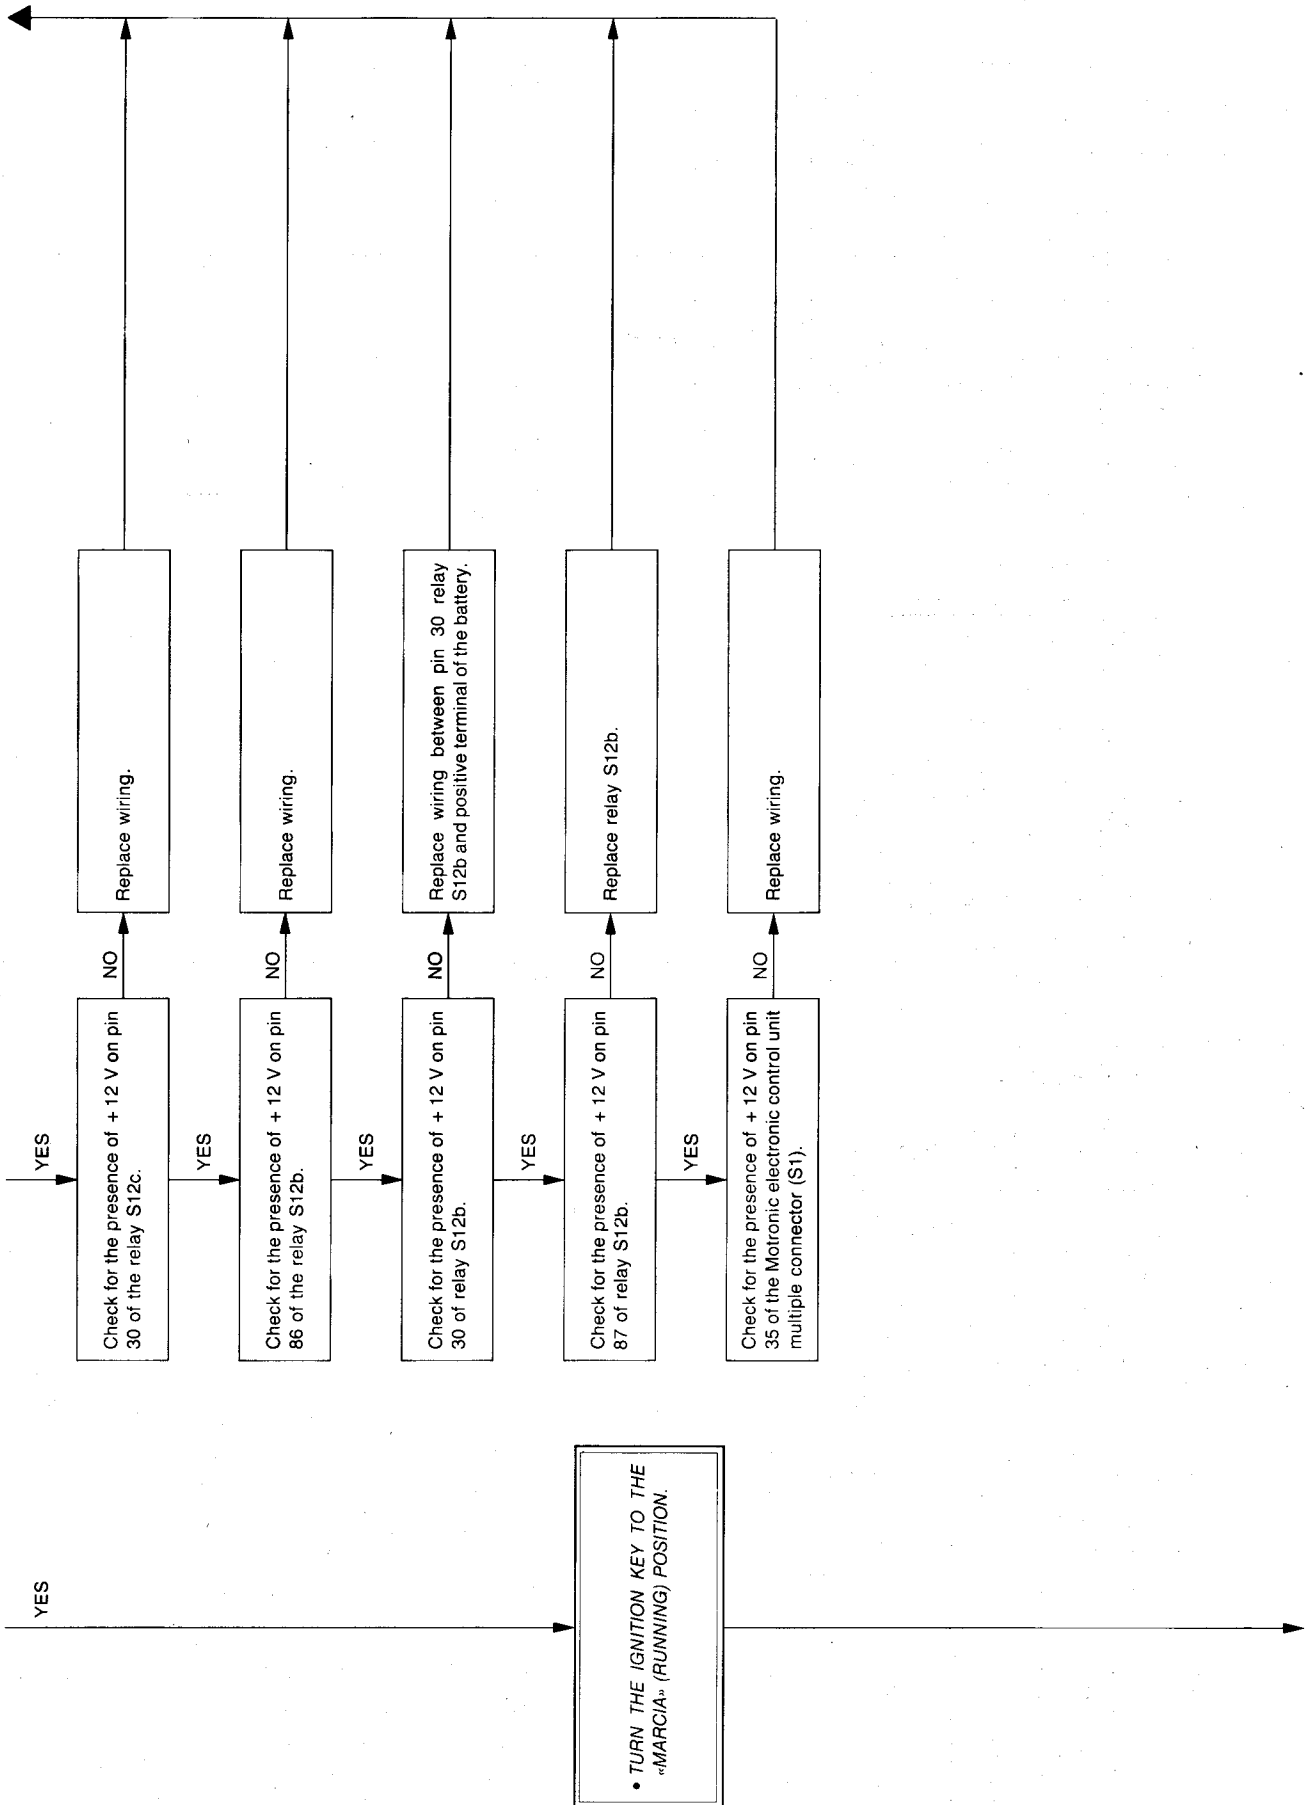 YES
• TURN THE IGNITION KEY TO THE
«MARCIA» (RUNNING) POSITION.
YES
Check for the presence of + 12 V on pin
30 of the relay S12c.
NO
Replace wiring.
YES
Check for the presence of + 12 V on pin
86 of the relay S12b.
NO
Replace wiring.
YES
Check for the presence of + 12 V on pin
30 of relay S12b.
NO
Replace wiring between pin 30 relay
S12b and positive terminal of the battery.
YES
Check for the presence of + 12 V on pin
87 of relay S12b.
NO
Replace relay S12b.
YES
Check for the presence of + 12 V on pin
35 of the Motronic electronic control unit
multiple connector (S1).
NO
Replace wiring.